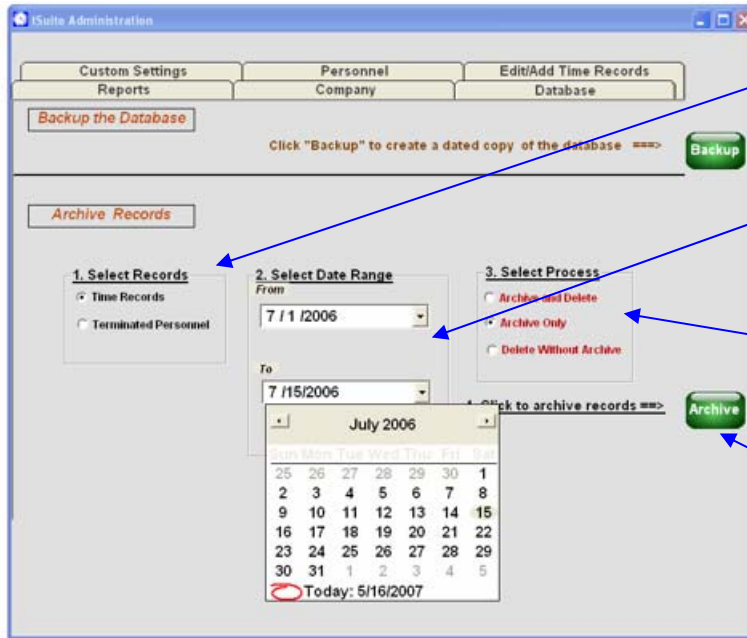 tSuite Administration
Custom Settings Personnel Edit/Add Time Records
Reports Company Database
Backup the Database
Click "Backup" to create a dated copy of the database ===> Backup
Archive Records
1. Select Records
Time Records
Terminated Personnel
2. Select Date Range
From
7 / 1 /2006
To
7 /15/2006
3. Select Process
Archive and Delete
Archive Only
Delete Without Archive
Click to archive records ==> Archive
July 2006
Sun Mon Tue Wed Thu Fri Sat
25 26 27 28 29 30 1
2 3 4 5 6 7 8
9 10 11 12 13 14 15
16 17 18 19 20 21 22
23 24 25 26 27 28 29
30 31 1 2 3 4 5
Today: 5/16/2007